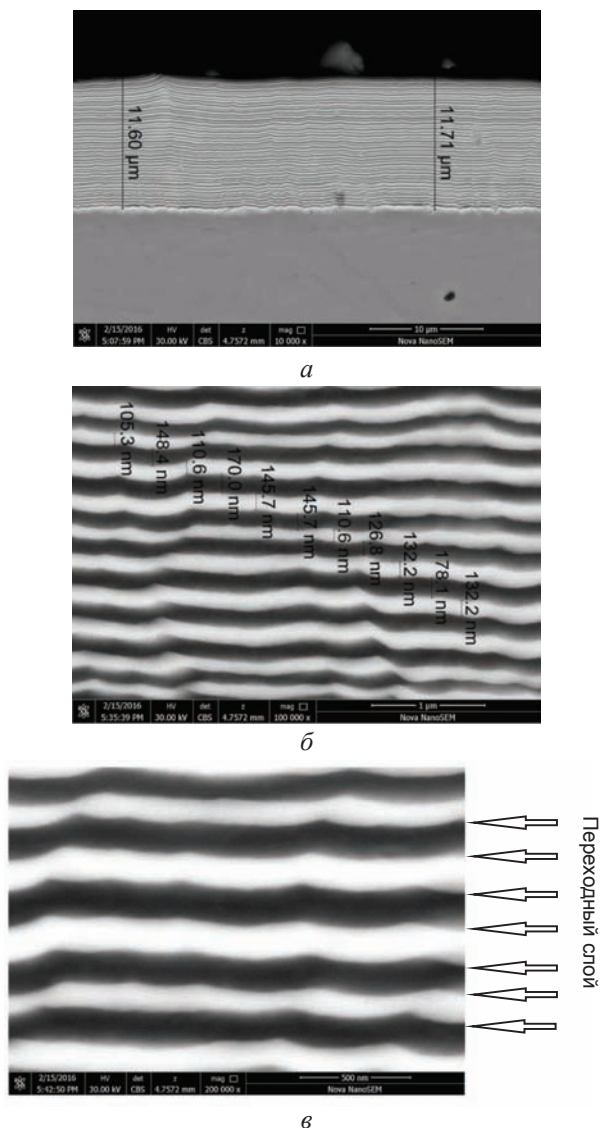 11.60 µm
11.71 µm
2/15/2016 HV det z mag □ 10 µm
5:07:59 PM 30.00 kV CBS 4.7572 mm 10 000 x Nova NanoSEM
а
105.3 nm
148.4 nm
110.6 nm
170.0 nm
145.7 nm
145.7 nm
110.6 nm
126.8 nm
132.2 nm
178.1 nm
132.2 nm
2/15/2016 HV det z mag □ 1 µm
5:35:39 PM 30.00 kV CBS 4.7572 mm 100 000 x Nova NanoSEM
б
Переходный слой
2/15/2016 HV det z mag □ 500 nm
5:42:50 PM 30.00 kV CBS 4.7572 mm 200 000 x Nova NanoSEM
в